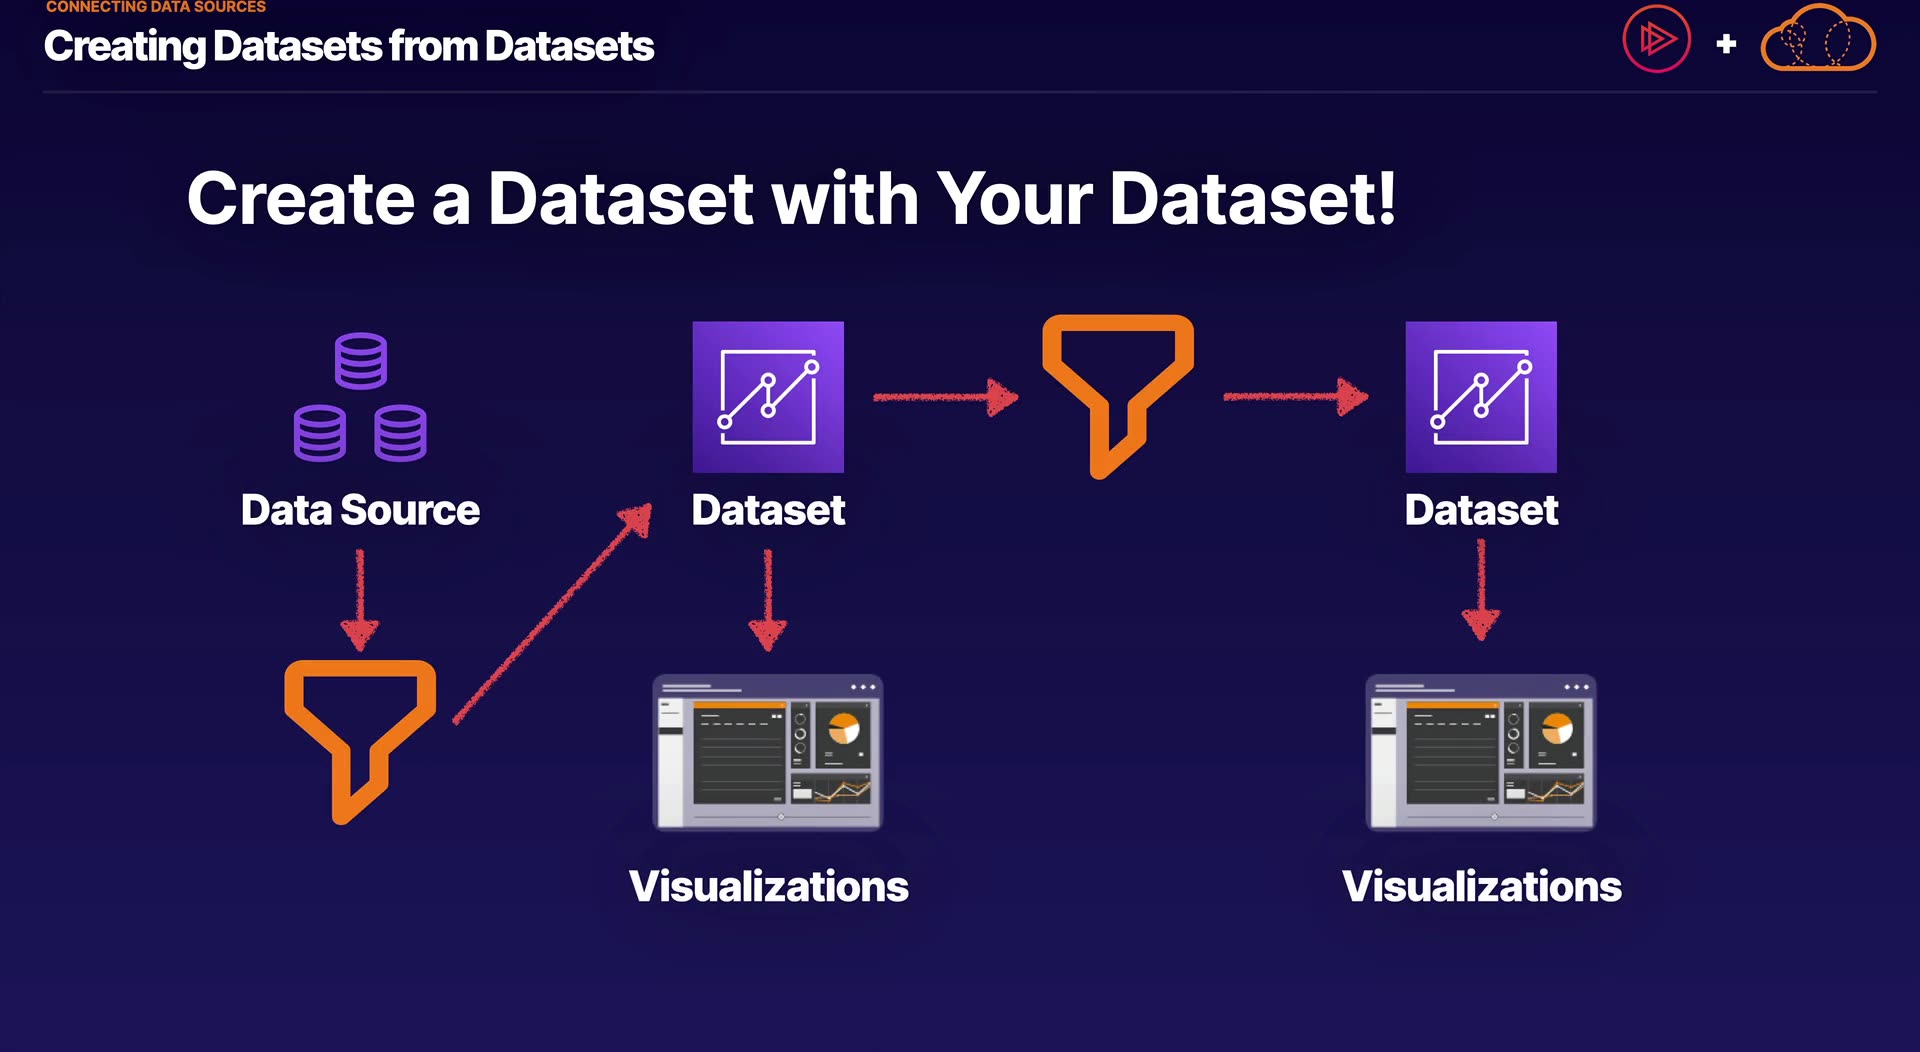 CONNECTING DATA SOURCES
Creating Datasets from Datasets
Create a Dataset with Your Dataset!
Data Source
Dataset
Dataset
Visualizations
Visualizations